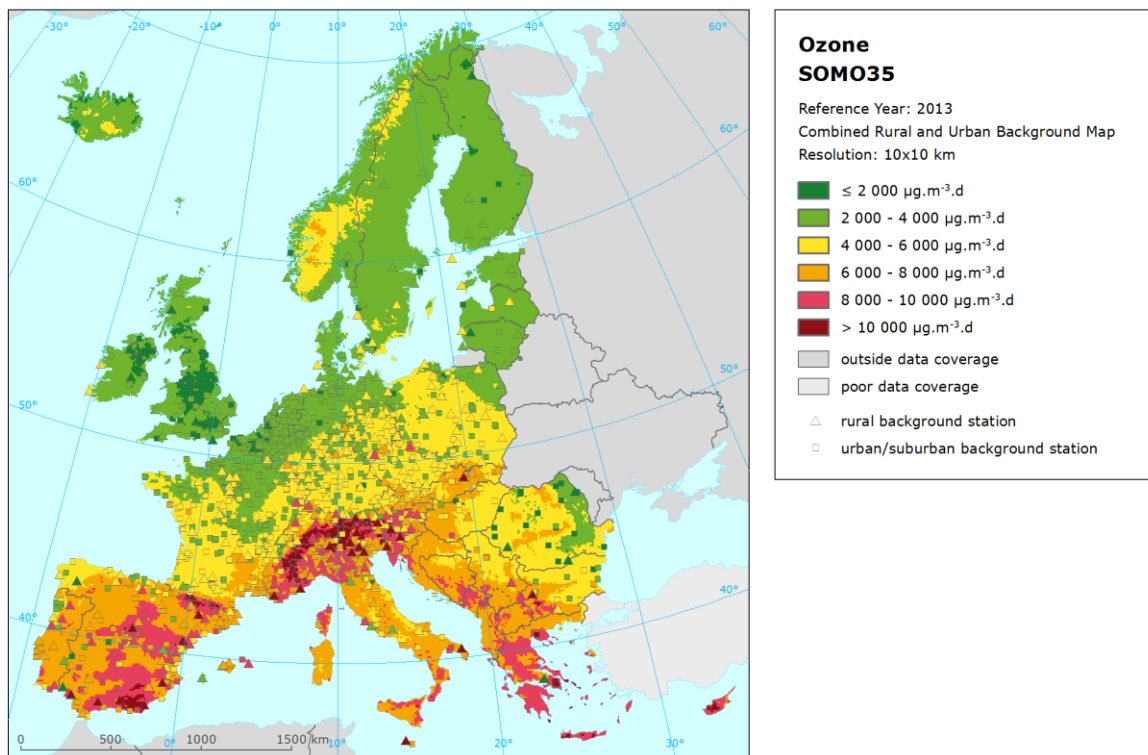 -30° -20° -10° 0° 10° 20° 30° 40° 50° 60°
60°
60°
50°
50°
40°
40°
0 500 1000 1500 km
0° 10° 20° 30°
Ozone
SOMO35
Reference Year: 2013
Combined Rural and Urban Background Map
Resolution: 10x10 km
≤ 2 000 µg.m⁻³.d
2 000 - 4 000 µg.m⁻³.d
4 000 - 6 000 µg.m⁻³.d
6 000 - 8 000 µg.m⁻³.d
8 000 - 10 000 µg.m⁻³.d
> 10 000 µg.m⁻³.d
outside data coverage
poor data coverage
rural background station
urban/suburban background station